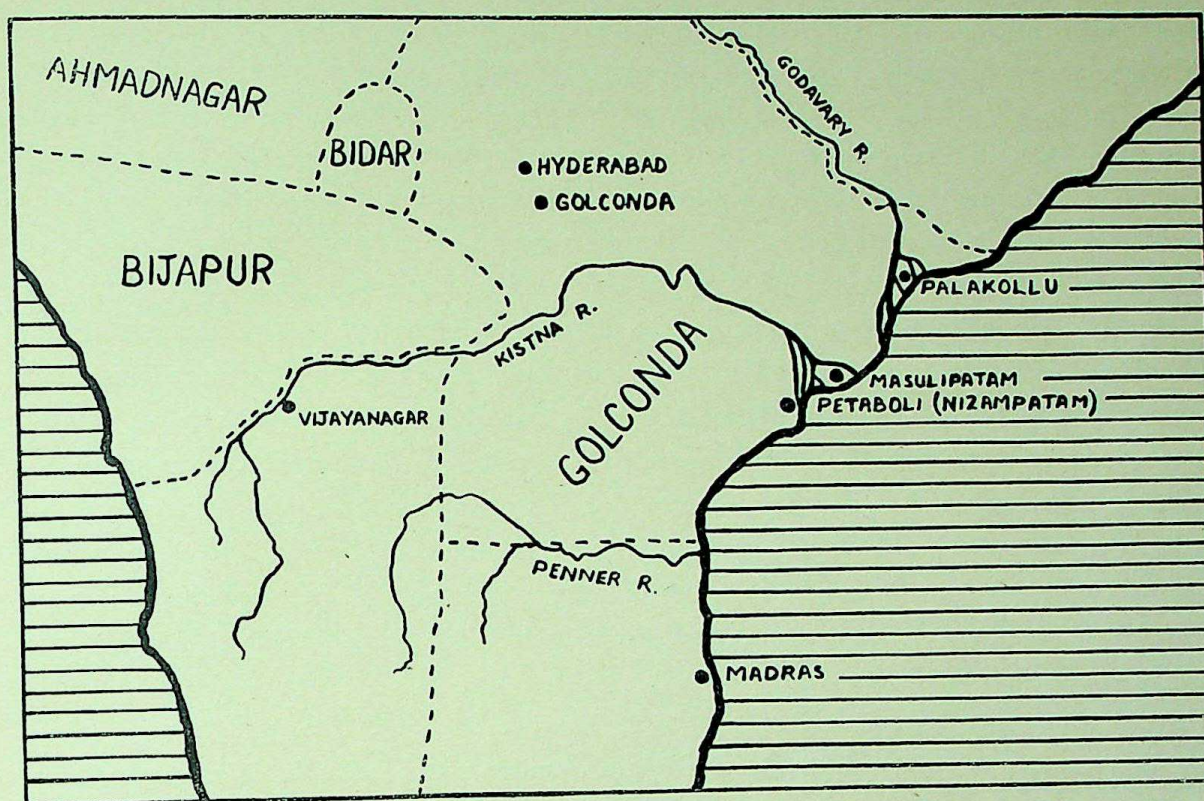 AHMADNAGAR
BIDAR
GODAVARY R.
HYDERABAD
GOLCONDA
BIJAPUR
PALAKOLLU
KISTNA R.
GOLCONDA
MASULIPATAM
PETABOLI (NIZAMPATAM)
VIJAYANAGAR
PENNER R.
MADRAS